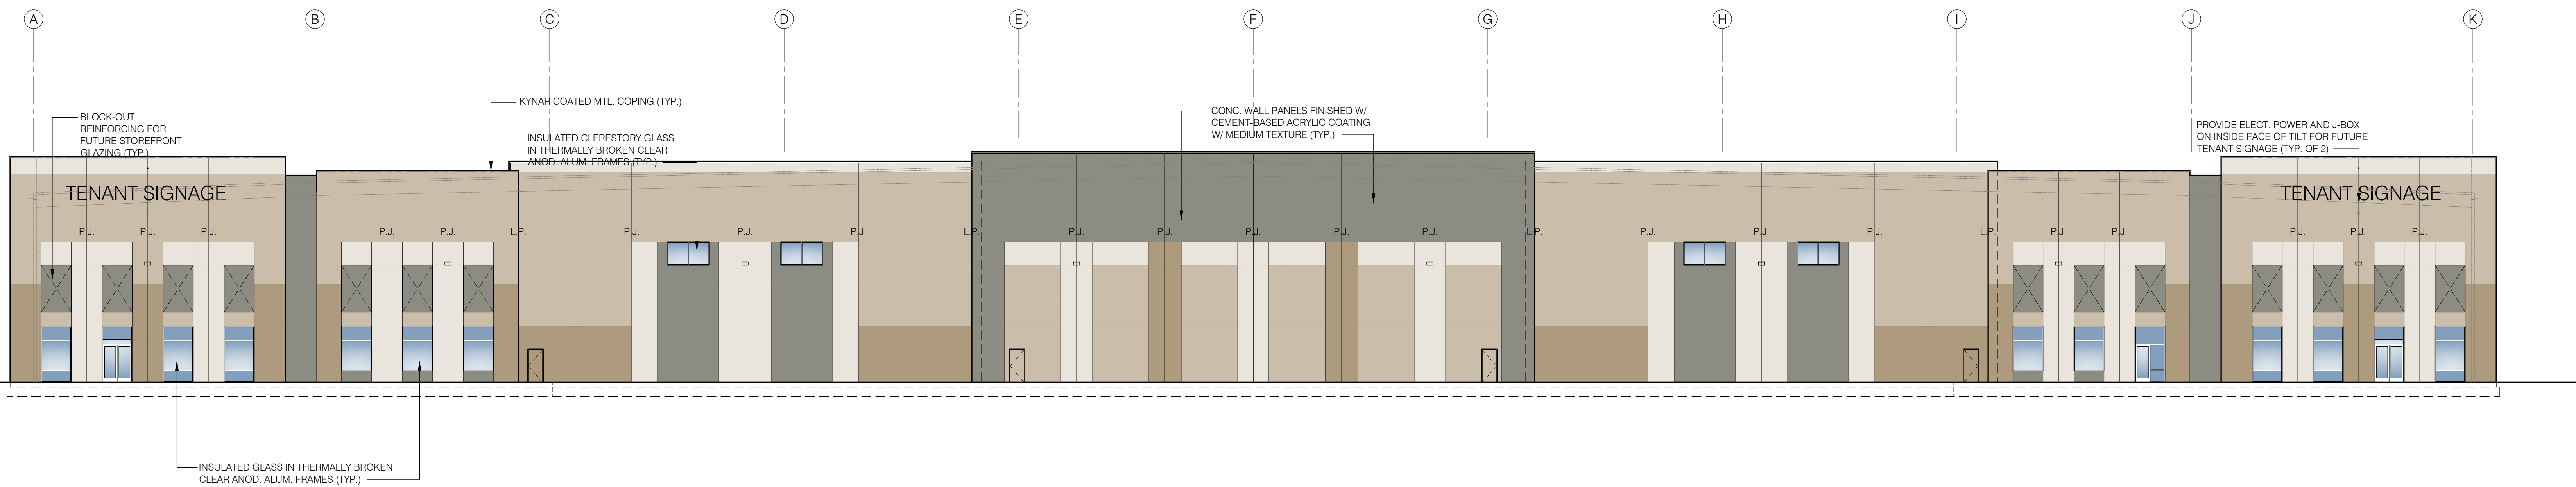 A
B
C
D
E
F
G
H
I
J
K
KYNAR COATED MTL. COPING (TYP.)
BLOCK-OUT
REINFORCING FOR
FUTURE STOREFRONT
GLAZING (TYP.)
INSULATED CLERESTORY GLASS
IN THERMALLY BROKEN CLEAR
ANOD. ALUM. FRAMES (TYP.)
CONC. WALL PANELS FINISHED W/
CEMENT-BASED ACRYLIC COATING
W/ MEDIUM TEXTURE (TYP.)
PROVIDE ELECT. POWER AND J-BOX
ON INSIDE FACE OF TILT FOR FUTURE
TENANT SIGNAGE (TYP. OF 2)
TENANT SIGNAGE
TENANT SIGNAGE
P.J.
P.J.
P.J.
P.J.
P.J.
L.P.
P.J.
P.J.
P.J.
L.P.
P.J.
P.J.
P.J.
P.J.
P.J.
L.P.
P.J.
P.J.
P.J.
L.P.
P.J.
P.J.
P.J.
P.J.
P.J.
INSULATED GLASS IN THERMALLY BROKEN
CLEAR ANOD. ALUM. FRAMES (TYP.)